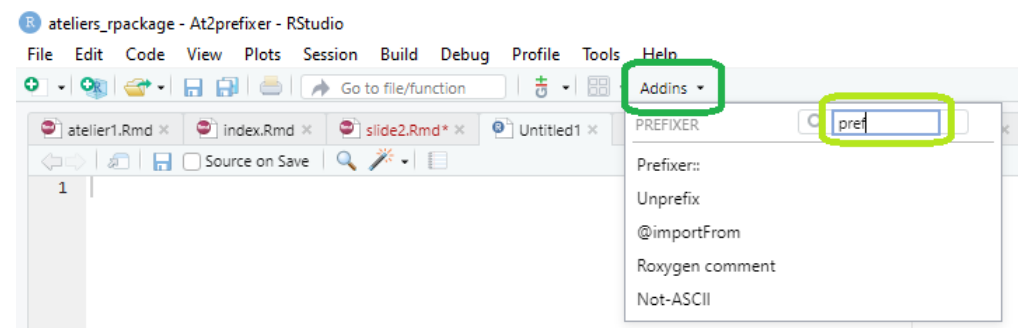 R ateliers_rpackage - At2prefixer - RStudio
File Edit Code View Plots Session Build Debug Profile Tools Help
Go to file/function Addins
atelier1.Rmd index.Rmd slide2.Rmd* Untitled1 PREFIXER pref
Source on Save Prefixer::
1 Unprefix
@importFrom
Roxygen comment
Not-ASCII